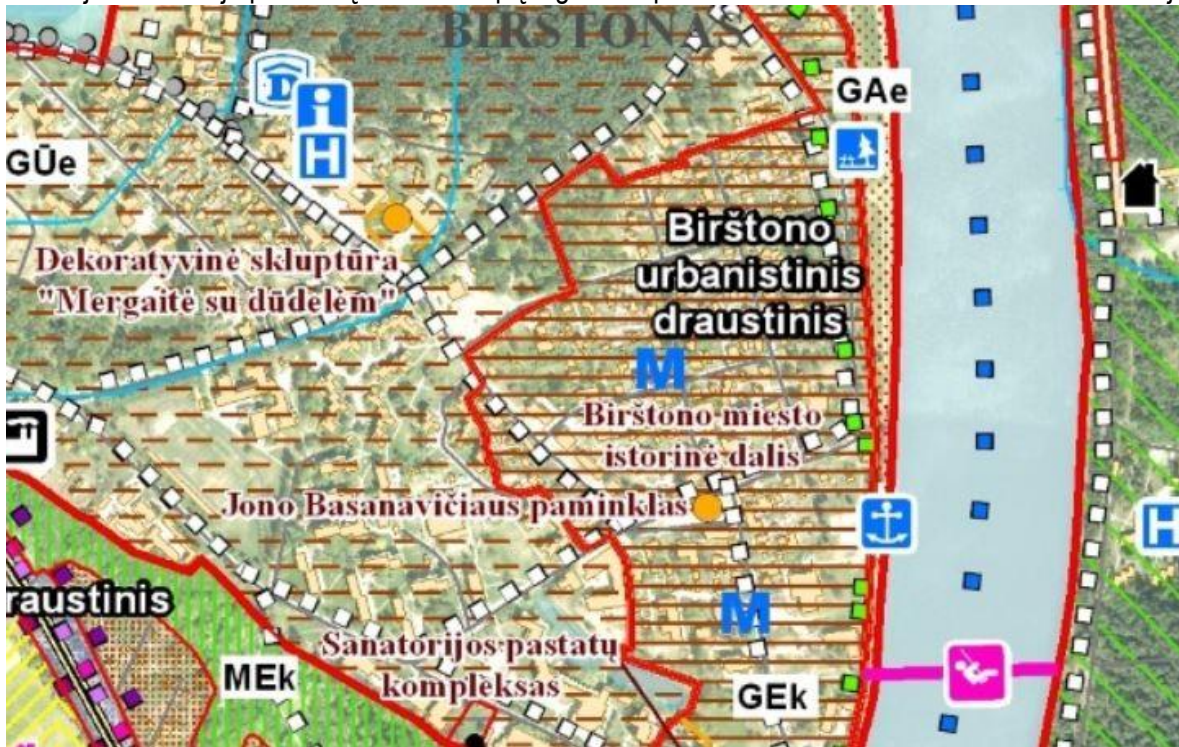 BIRŠTONAS
GAe
D
i
H
GŪe
Birštono
urbanistinis
draustinis
Dekoratyvinė skluptūra
"Mergaitė su dūdelėm"
M
Birštono miesto
istorinė dalis
Jono Basanavičiaus paminklas
H
raustinis
M
Sanatorijos pastatų
kompleksas
MEk
GEk